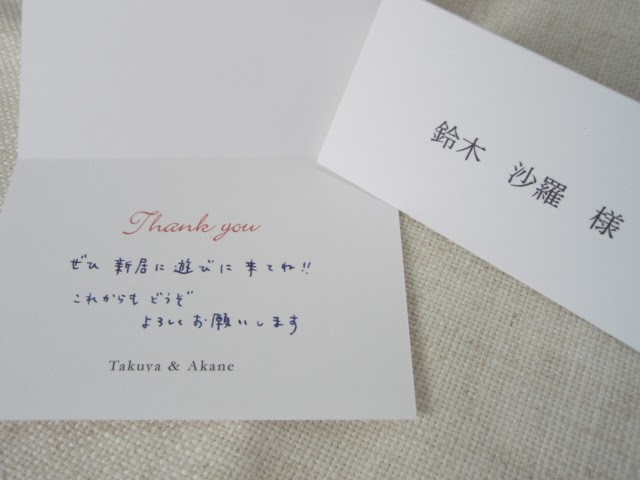 Thank you
ぜひ 新居に 遊びに 来てね!!
これからも どうぞ
よろしく お願いします
Takuya & Akane
鈴木 沙羅 様